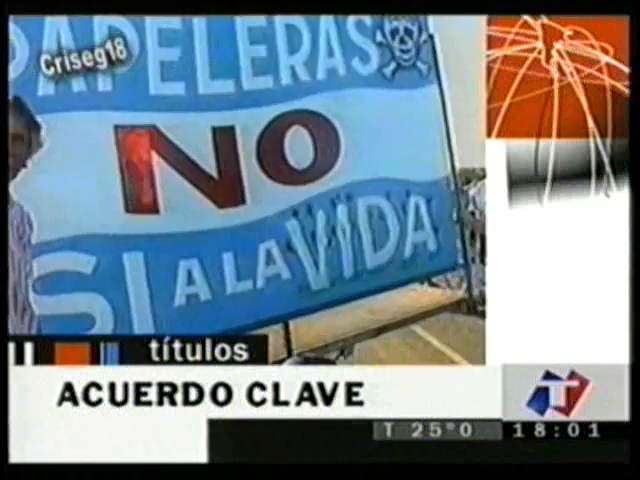 PAPELERAS
Criseg18
NO
SI A LA VIDA
títulos
ACUERDO CLAVE
T
T 25°0
18:01